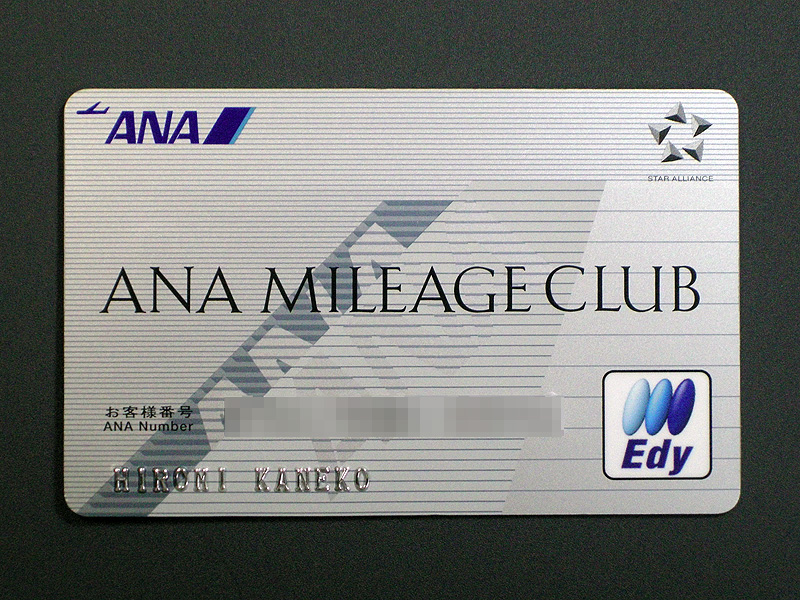 ANA
STAR ALLIANCE
ANA MILEAGE CLUB
お客様番号
ANA Number
Edy
HIROMI KANEKO